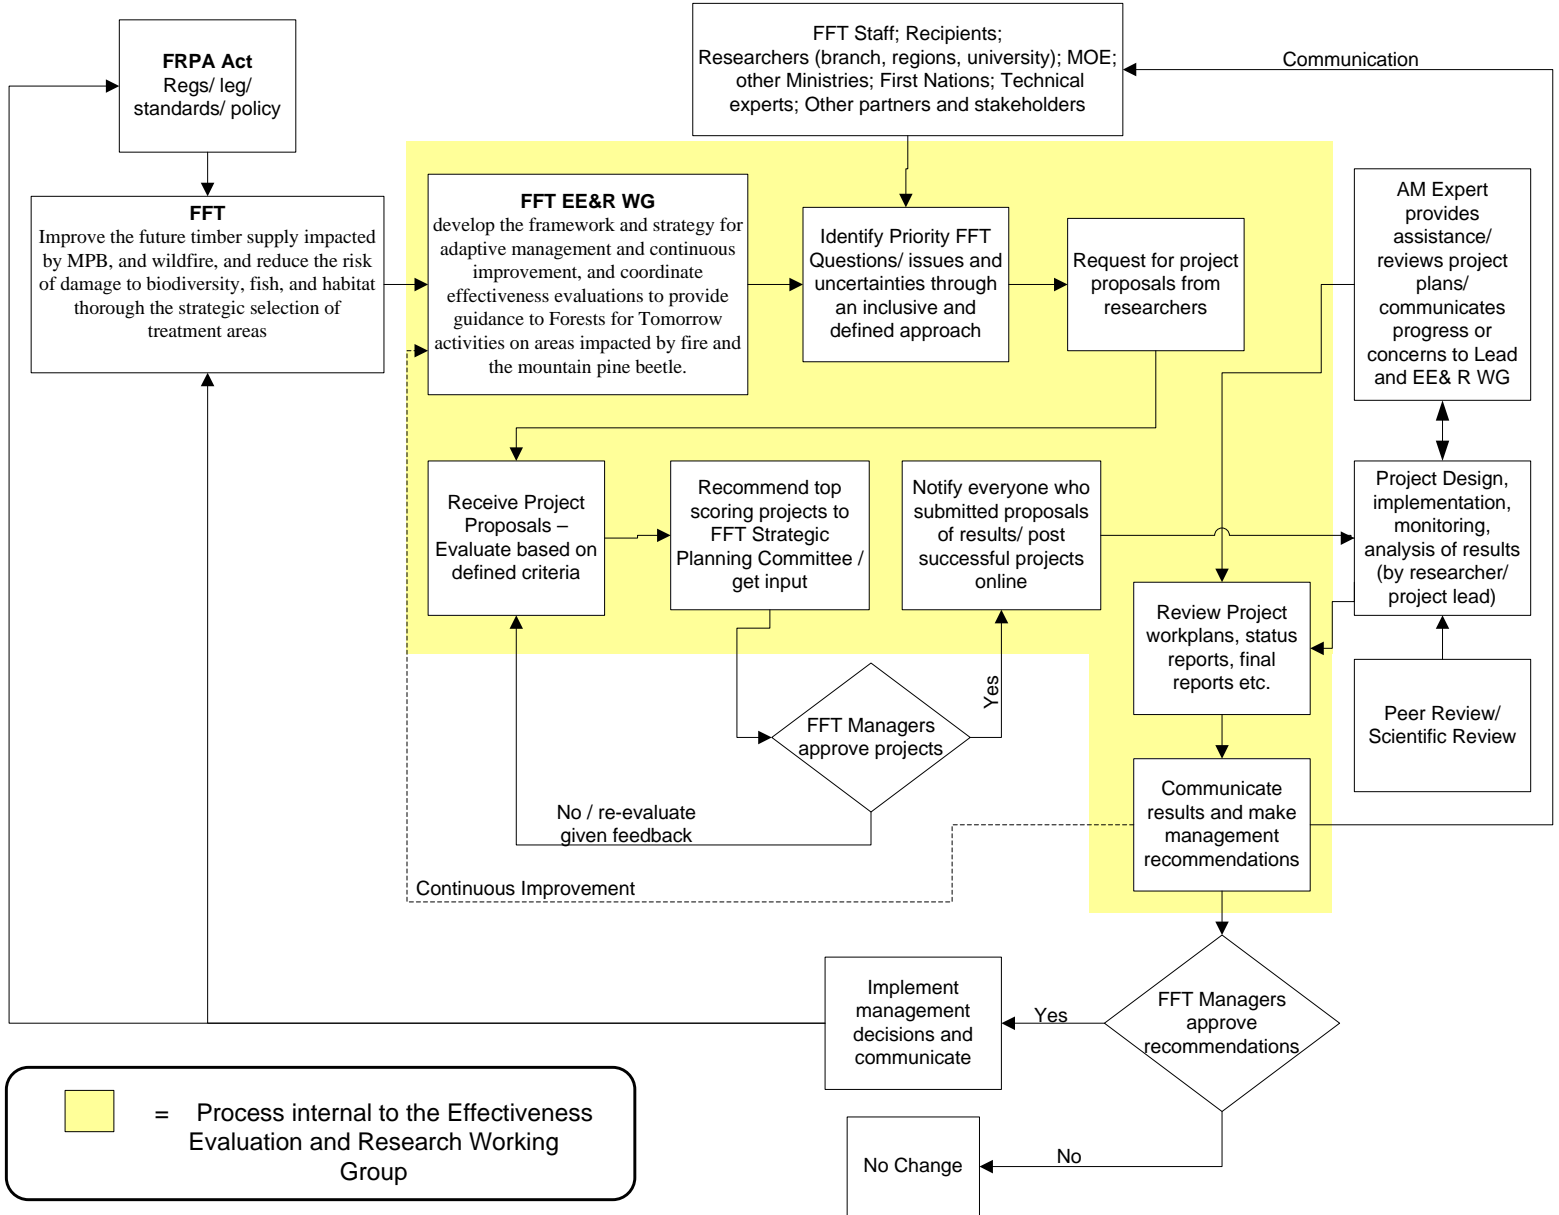 FRPA Act
Regs/ leg/
standards/ policy
FFT Staff; Recipients;
Researchers (branch, regions, university); MOE;
other Ministries; First Nations; Technical
experts; Other partners and stakeholders
Communication
FFT
Improve the future timber supply impacted
by MPB, and wildfire, and reduce the risk
of damage to biodiversity, fish, and habitat
thorough the strategic selection of
treatment areas
FFT EE&R WG
develop the framework and strategy for
adaptive management and continuous
improvement, and coordinate
effectiveness evaluations to provide
guidance to Forests for Tomorrow
activities on areas impacted by fire and
the mountain pine beetle.
Identify Priority FFT
Questions/ issues and
uncertainties through
an inclusive and
defined approach
Request for project
proposals from
researchers
AM Expert
provides
assistance/
reviews project
plans/
communicates
progress or
concerns to Lead
and EE& R WG
Receive Project
Proposals –
Evaluate based on
defined criteria
Recommend top
scoring projects to
FFT Strategic
Planning Committee /
get input
Notify everyone who
submitted proposals
of results/ post
successful projects
online
Project Design,
implementation,
monitoring,
analysis of results
(by researcher/
project lead)
Review Project
workplans, status
reports, final
reports etc.
Peer Review/
Scientific Review
Yes
FFT Managers
approve projects
No / re-evaluate
given feedback
Communicate
results and make
management
recommendations
Continuous Improvement
Implement
management
decisions and
communicate
Yes
FFT Managers
approve
recommendations
No Change
No
= Process internal to the Effectiveness
Evaluation and Research Working
Group